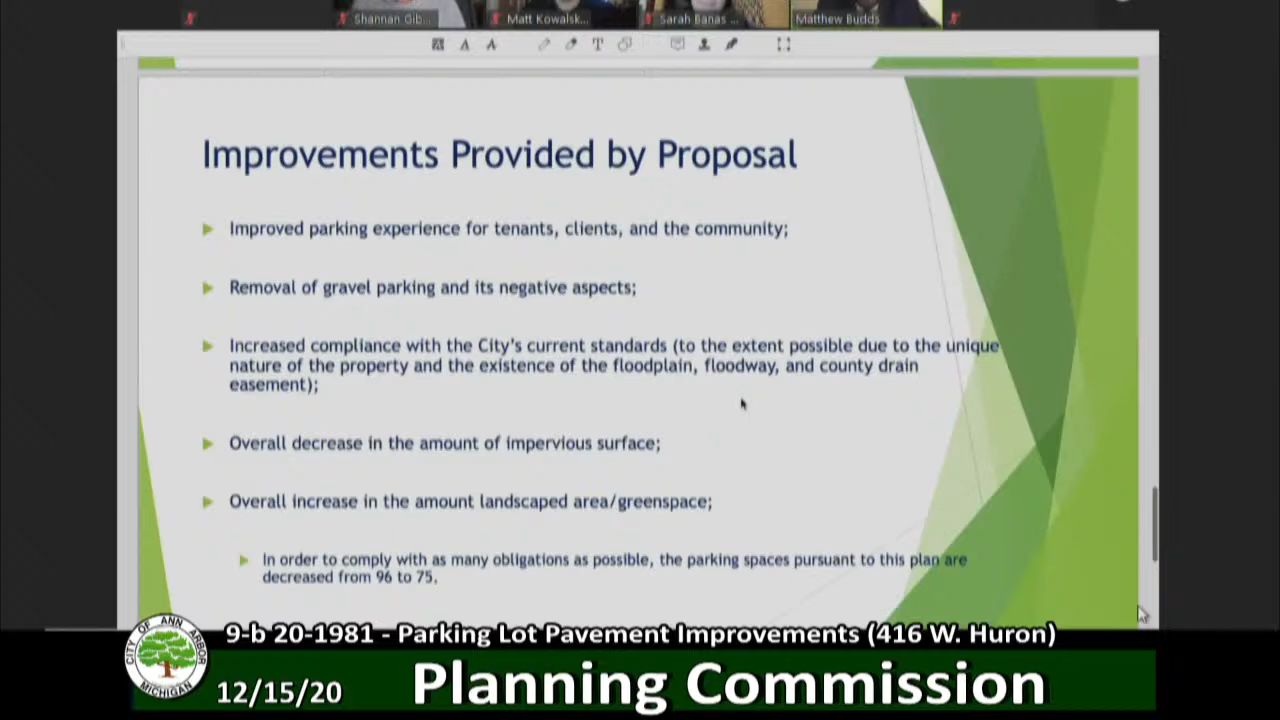 Shannan Gib...
Matt Kowalsk...
Sarah Banas ...
Matthew Budds
Improvements Provided by Proposal
Improved parking experience for tenants, clients, and the community;
Removal of gravel parking and its negative aspects;
Increased compliance with the City's current standards (to the extent possible due to the unique
nature of the property and the existence of the floodplain, floodway, and county drain
easement);
Overall decrease in the amount of impervious surface;
Overall increase in the amount landscaped area/greenspace;
In order to comply with as many obligations as possible, the parking spaces pursuant to this plan are
decreased from 96 to 75.
9-b 20-1981 - Parking Lot Pavement Improvements (416 W. Huron)
CITY OF ANN ARBOR
MICHIGAN
12/15/20
Planning Commission